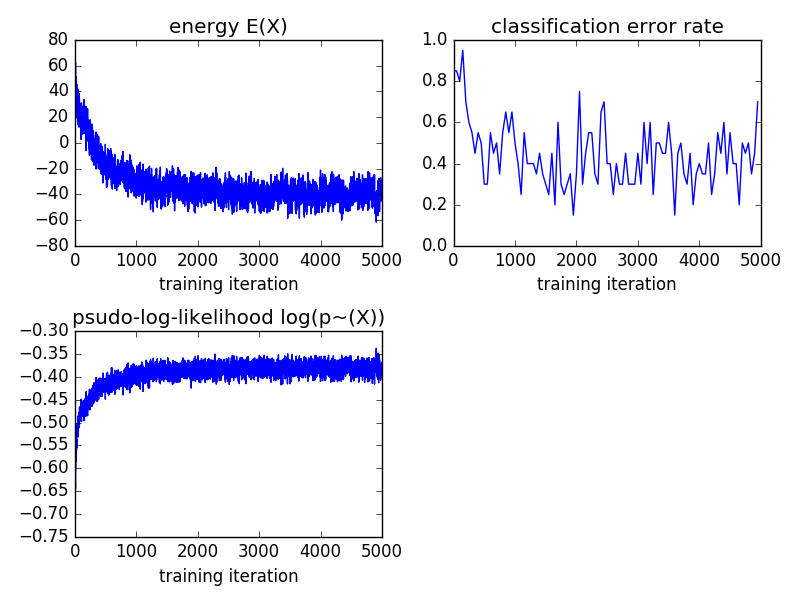 energy E(X)
80
60
40
20
0
−20
−40
−60
−80
0 1000 2000 3000 4000 5000
training iteration
classification error rate
1.0
0.8
0.6
0.4
0.2
0.0
0 1000 2000 3000 4000 5000
training iteration
psudo-log-likelihood log(p~(X))
−0.30
−0.35
−0.40
−0.45
−0.50
−0.55
−0.60
−0.65
−0.70
−0.75
0 1000 2000 3000 4000 5000
training iteration